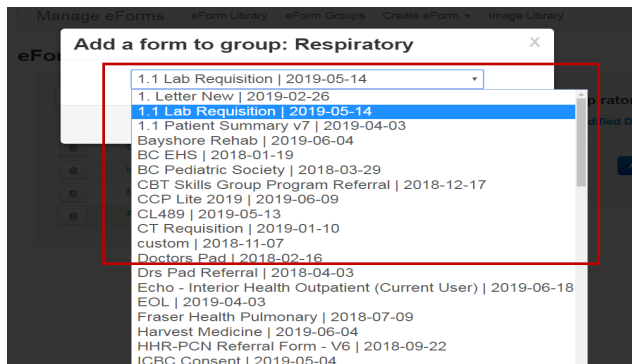 Manage eForms eForm Library eForm Groups Create eForm Image Library
eFo
Add a form to group: Respiratory X
1.1 Lab Requisition | 2019-05-14
1. Letter New | 2019-02-26
1.1 Lab Requisition | 2019-05-14
1.1 Patient Summary v7 | 2019-04-03
Bayshore Rehab | 2019-06-04
BC EHS | 2018-01-19
BC Pediatric Society | 2018-03-29
CBT Skills Group Program Referral | 2018-12-17
CCP Lite 2019 | 2019-06-09
CL489 | 2019-05-13
CT Requisition | 2019-01-10
custom | 2018-11-07
Doctors Pad | 2018-02-16
Drs Pad Referral | 2018-04-03
Echo - Interior Health Outpatient (Current User) | 2019-06-18
EOL | 2019-04-03
Fraser Health Pulmonary | 2018-07-09
Harvest Medicine | 2019-06-04
HHR-PCN Referral Form - V6 | 2018-09-22
ICBC Consent | 2019-05-04